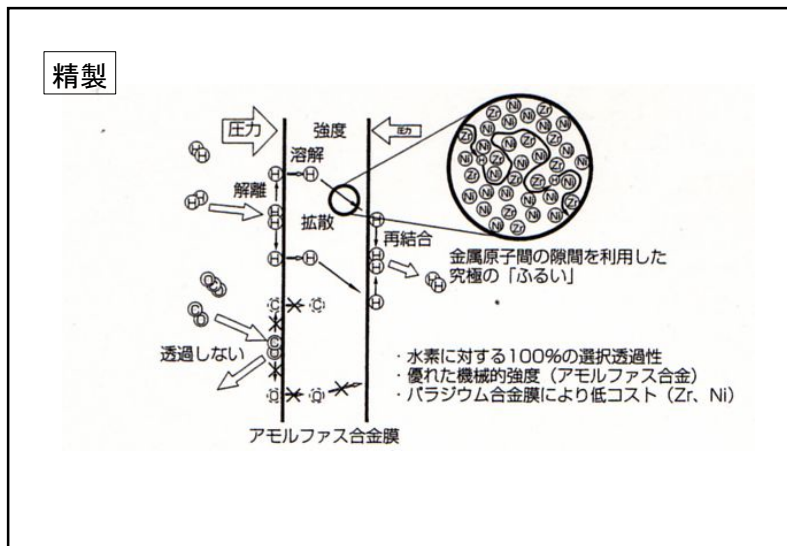 精製
圧力
強度
圧力
溶解
解離
拡散
再結合
透過しない
金属原子間の隙間を利用した
究極の「ふるい」
・水素に対する100%の選択透過性
・優れた機械的強度（アモルファス合金）
・パラジウム合金膜により低コスト（Zr、Ni）
アモルファス合金膜